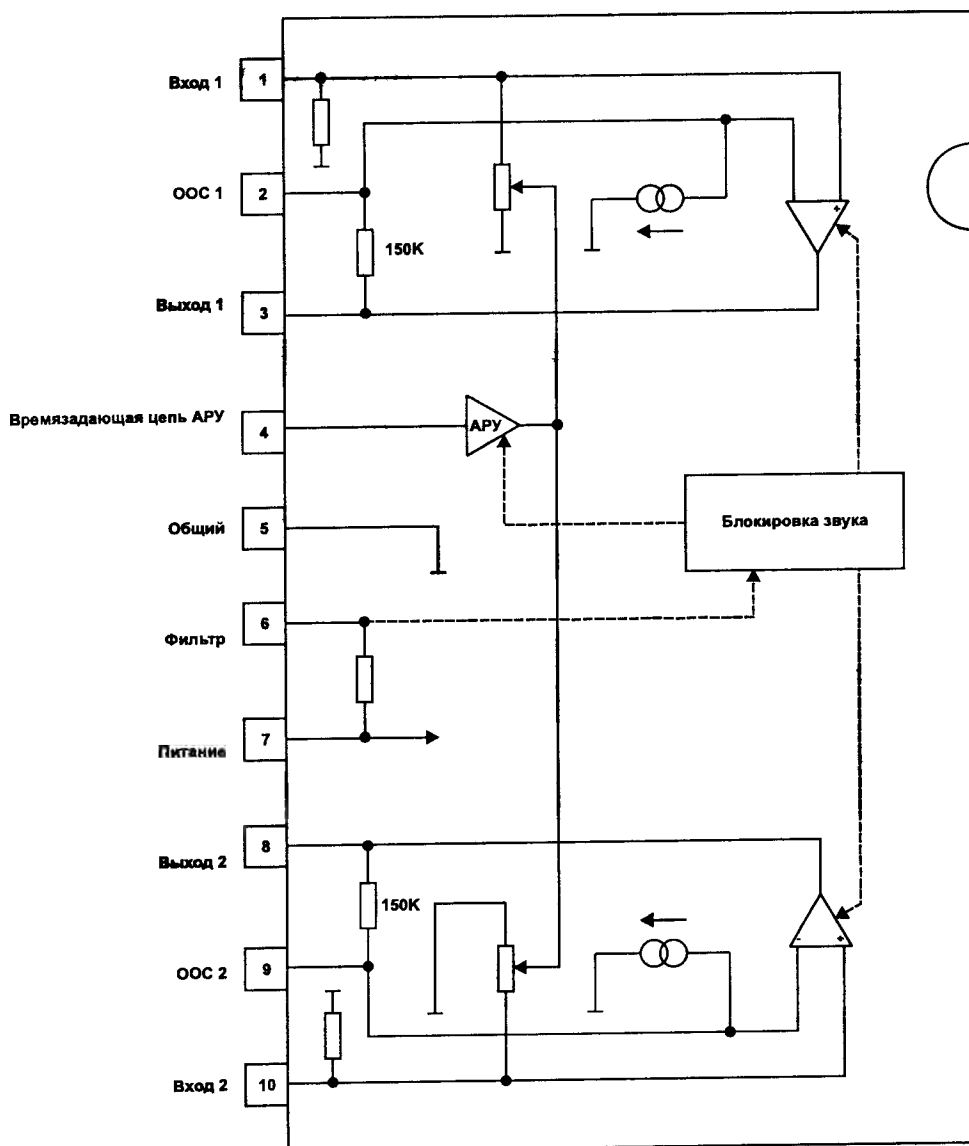 Вход 1
1
ООС 1
2
150K
+
Выход 1
3
Времязадающая цепь АРУ
4
АРУ
Общий
5
Блокировка звука
6
Фильтр
7
Питание
8
Выход 2
150K
- +
9
ООС 2
10
Вход 2